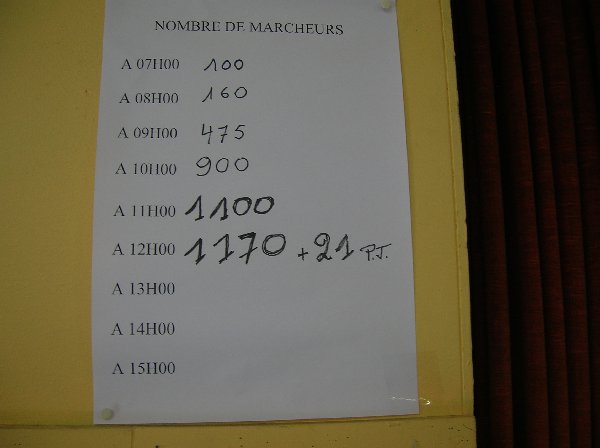 NOMBRE DE MARCHEURS
A 07H00 100
A 08H00 160
A 09H00 475
A 10H00 900
A 11H00 1100
A 12H00 1170 + 21 P.J.
A 13H00
A 14H00
A 15H00